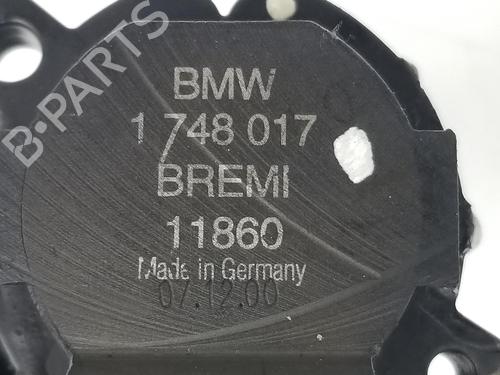 B-PARTS
BMW
1 748 017
BREMI
11860
Made in Germany
07.12.00